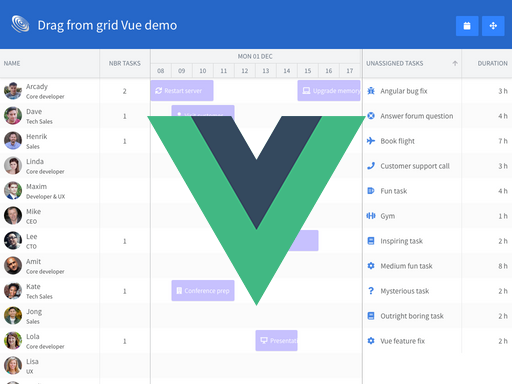 Drag from grid Vue demo
NAME NBR TASKS MON 01 DEC UNASSIGNED TASKS DURATION
08 09 10 11 12 13 14 15 16 17
Arcady 2 Restart server Upgrade memory Angular bug fix 3 h
Core developer
Dave 1 Answer forum question 4 h
Tech Sales
Henrik 1 Book flight 7 h
Sales
Linda Customer support call 3 h
Core developer
Maxim Fun task 4 h
Developer & UX
Mike Gym 1 h
CEO
Lee 1 Inspiring task 2 h
CTO
Amit Medium fun task 8 h
Core developer
Kate 1 Conference prep Mysterious task 2 h
Tech Sales
Jong Outright boring task 2 h
Sales
Lola 1 Presentat Vue feature fix 2 h
Core developer
Lisa
UX